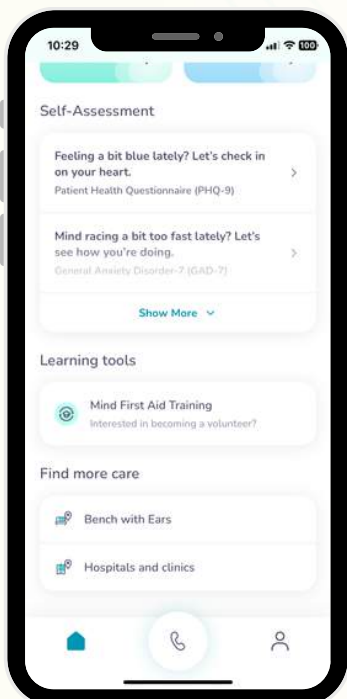 10:29
100
Self-Assessment
Feeling a bit blue lately? Let's check in
on your heart.
Patient Health Questionnaire (PHQ-9)
Mind racing a bit too fast lately? Let's
see how you're doing.
General Anxiety Disorder-7 (GAD-7)
Show More
Learning tools
Mind First Aid Training
Interested in becoming a volunteer?
Find more care
Bench with Ears
Hospitals and clinics